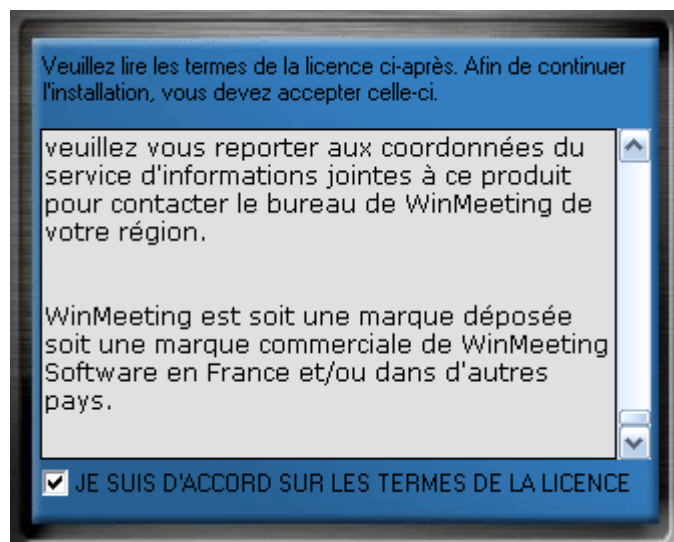 Veuillez lire les termes de la licence ci-après. Afin de continuer
l'installation, vous devez accepter celle-ci.
veuillez vous reporter aux coordonnées du
service d'informations jointes à ce produit
pour contacter le bureau de WinMeeting de
votre région.
WinMeeting est soit une marque déposée
soit une marque commerciale de WinMeeting
Software en France et/ou dans d'autres
pays.
JE SUIS D'ACCORD SUR LES TERMES DE LA LICENCE